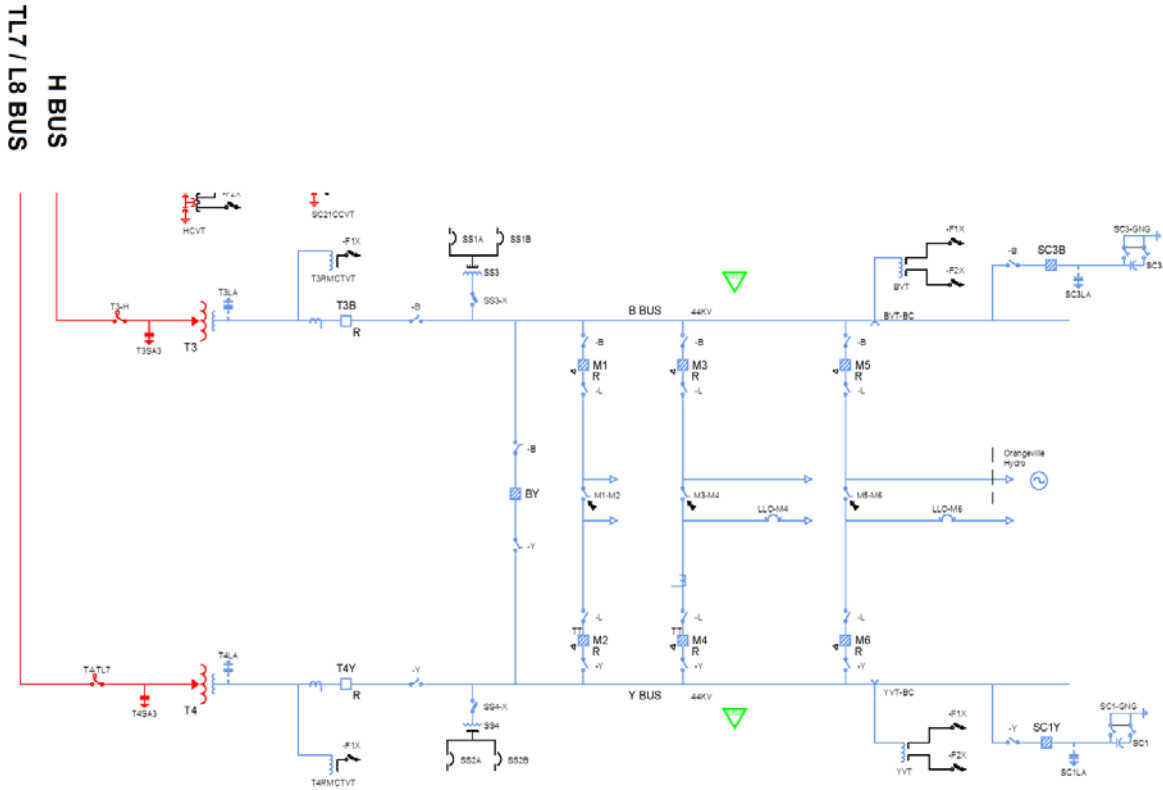 TL7 / L8 BUS
H BUS
-F2X
HCVT
SC21CCVT
-F1X
T3RMCTVT
SS1A
SS1B
SS3
SS3-X
-F1X
-F2X
BVT
-B
SC3B
SC3-GNG
SC3
SC3LA
T3-H
T3SA3
T3
T3LA
T3B
R
-B
B BUS
44KV
BVT-BC
-B
M1
R
-L
-B
M3
R
-L
-B
M5
R
-L
-B
BY
-Y
M1-M2
M3-M4
M5-M6
LLO-M4
LLO-M6
Orangeville
Hydro
-L
TT
M2
R
-Y
-L
TT
M4
R
-Y
-L
M6
R
-Y
T4-TL7
T4SA3
T4
T4LA
T4Y
R
-Y
Y BUS
44KV
YVT-BC
SS4-X
SS4
SS2A
SS2B
-F1X
T4RMCTVT
-F1X
-F2X
YVT
-Y
SC1Y
SC1-GNG
SC1
SC1LA